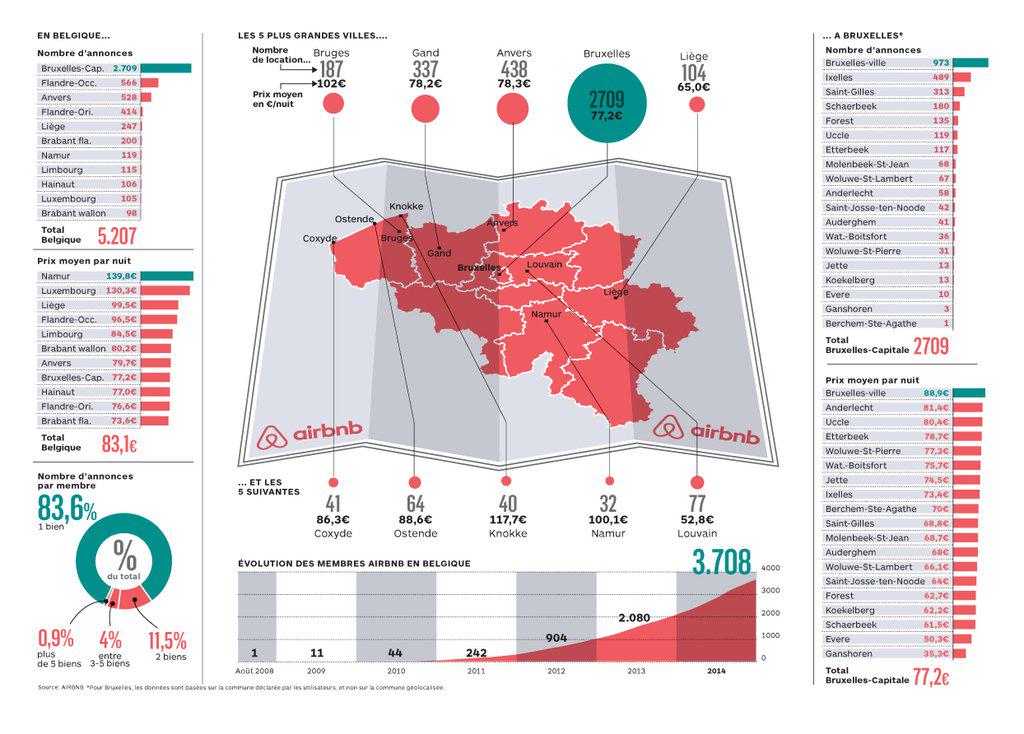 EN BELGIQUE...
Nombre d'annonces
Bruxelles-Cap. 2.709
Flandre-Occ. 566
Anvers 528
Flandre-Ori. 414
Liège 247
Brabant fla. 200
Namur 119
Limbourg 115
Hainaut 106
Luxembourg 105
Brabant wallon 98
Total
Belgique 5.207
Prix moyen par nuit
Namur 139,8€
Luxembourg 130,3€
Liège 99,5€
Flandre-Occ. 96,5€
Limbourg 84,5€
Brabant wallon 80,2€
Anvers 79,7€
Bruxelles-Cap. 77,2€
Hainaut 77,0€
Flandre-Ori. 76,6€
Brabant fla. 73,6€
Total
Belgique 83,1€
Nombre d'annonces
par membre
83,6%
1 bien
%
du total
0,9%
plus
de 5 biens
4%
entre
3-5 biens
11,5%
2 biens
LES 5 PLUS GRANDES VILLES....
Nombre
de location...
Prix moyen
en €/nuit
Bruges
187
102€
Gand
337
78,2€
Anvers
438
78,3€
Bruxelles
2709
77,2€
Liège
104
65,0€
Knokke
Ostende
Coxyde
Bruges
Gand
Anvers
Bruxelles
Louvain
Liège
Namur
airbnb
airbnb
... ET LES
5 SUIVANTES
41
86,3€
Coxyde
64
88,6€
Ostende
40
117,7€
Knokke
32
100,1€
Namur
77
52,8€
Louvain
ÉVOLUTION DES MEMBRES AIRBNB EN BELGIQUE
3.708
4000
3000
2000
1000
0
1
11
44
242
904
2.080
Août 2008
2009
2010
2011
2012
2013
2014
... A BRUXELLES*
Nombre d'annonces
Bruxelles-ville 973
Ixelles 489
Saint-Gilles 313
Schaerbeek 180
Forest 135
Uccle 119
Etterbeek 117
Molenbeek-St-Jean 68
Woluwe-St-Lambert 67
Anderlecht 58
Saint-Josse-ten-Noode 42
Auderghem 41
Wat.-Boitsfort 36
Woluwe-St-Pierre 31
Jette 13
Koekelberg 13
Evere 10
Ganshoren 3
Berchem-Ste-Agathe 1
Total
Bruxelles-Capitale 2709
Prix moyen par nuit
Bruxelles-ville 88,9€
Anderlecht 81,4€
Uccle 80,4€
Etterbeek 78,7€
Woluwe-St-Pierre 77,3€
Wat.-Boitsfort 75,7€
Jette 74,5€
Ixelles 73,4€
Berchem-Ste-Agathe 70€
Saint-Gilles 68,8€
Molenbeek-St-Jean 68,7€
Auderghem 68€
Woluwe-St-Lambert 66,1€
Saint-Josse-ten-Noode 64€
Forest 62,7€
Koekelberg 62,2€
Schaerbeek 61,5€
Evere 50,3€
Ganshoren 35,3€
Total
Bruxelles-Capitale 77,2€
Source: AIRBNB *Pour Bruxelles, les données sont basées sur la commune déclarée par les utilisateurs, et non sur la commune géolocalisée.